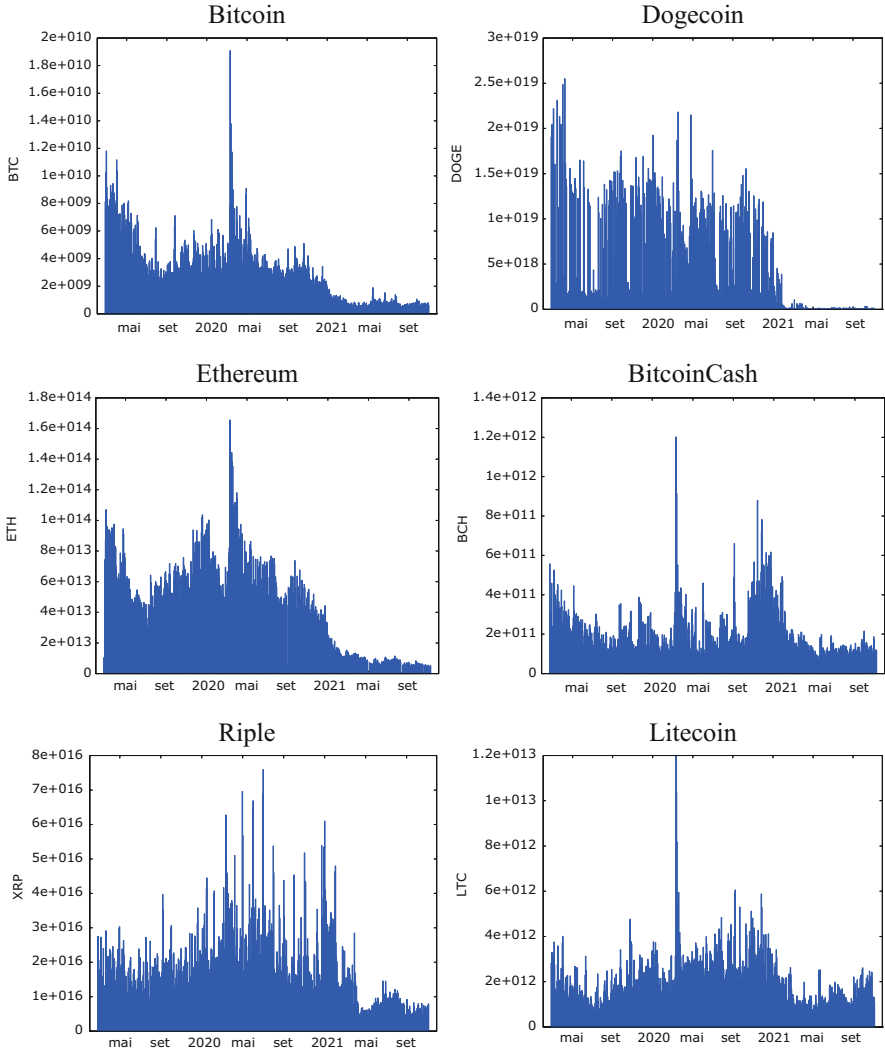 Bitcoin
2e+010
1.8e+010
1.6e+010
1.4e+010
1.2e+010
1e+010
8e+009
6e+009
4e+009
2e+009
0
BTC
mai set 2020 mai set 2021 mai set
Dogecoin
3e+019
2.5e+019
2e+019
1.5e+019
1e+019
5e+018
0
DOGE
mai set 2020 mai set 2021 mai set
Ethereum
1.8e+014
1.6e+014
1.4e+014
1.2e+014
1e+014
8e+013
6e+013
4e+013
2e+013
0
ETH
mai set 2020 mai set 2021 mai set
BitcoinCash
1.4e+012
1.2e+012
1e+012
8e+011
6e+011
4e+011
2e+011
0
BCH
mai set 2020 mai set 2021 mai set
Riple
8e+016
7e+016
6e+016
5e+016
4e+016
3e+016
2e+016
1e+016
0
XRP
mai set 2020 mai set 2021 mai set
Litecoin
1.2e+013
1e+013
8e+012
6e+012
4e+012
2e+012
0
LTC
mai set 2020 mai set 2021 mai set